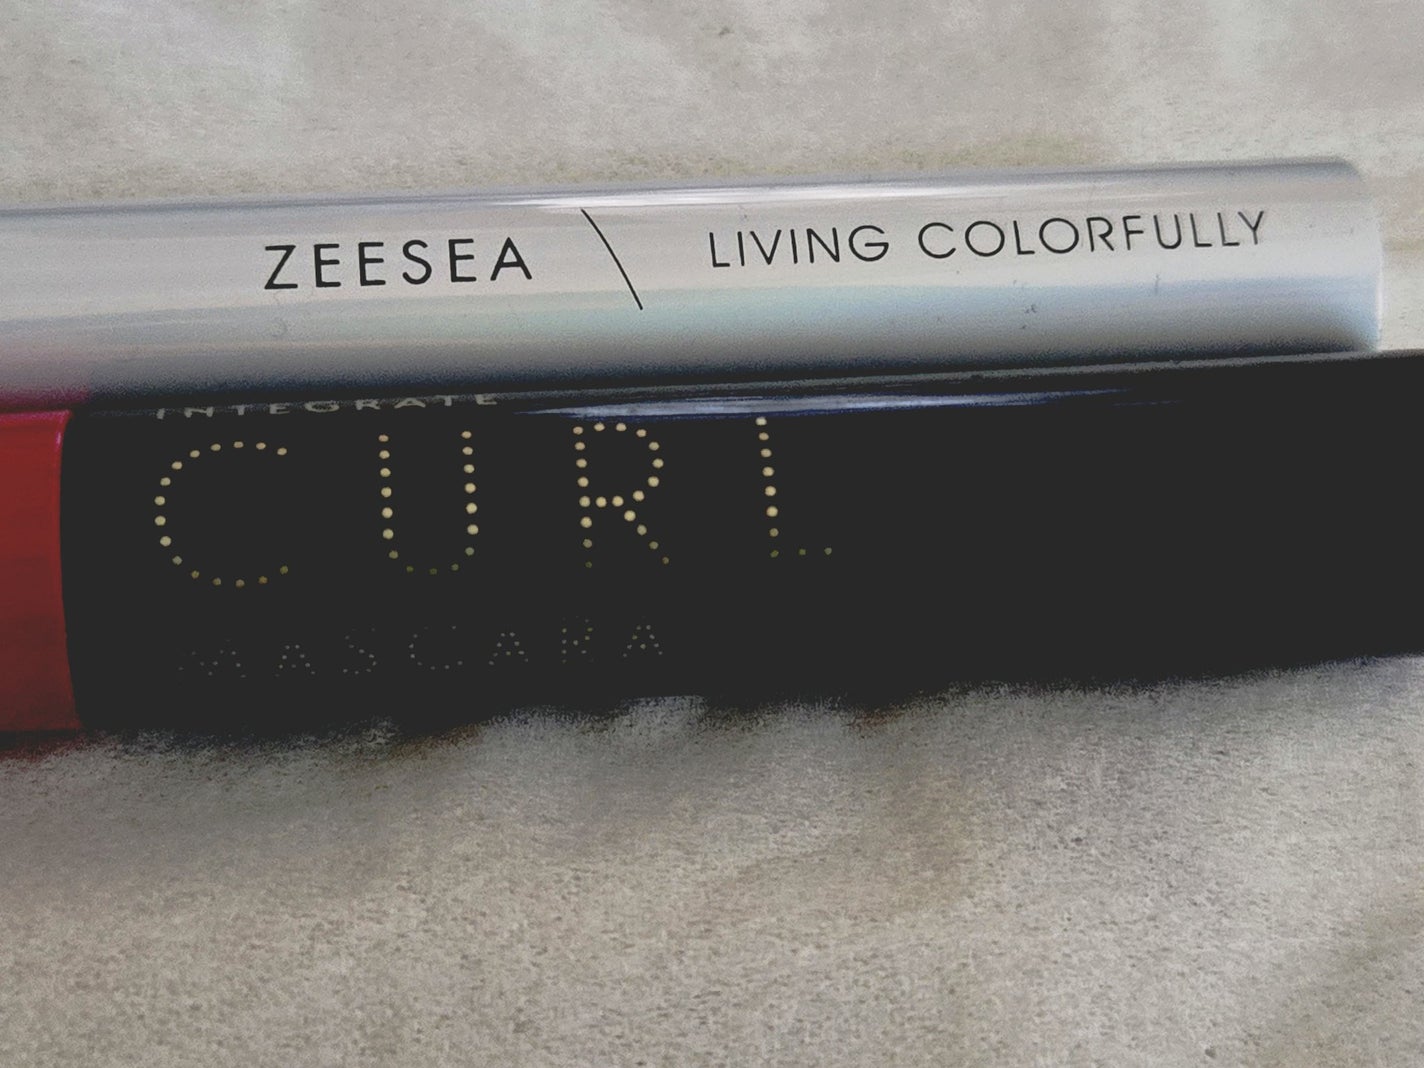 ZEESEA \ LIVING COLORFULLY
INTEGRATE
CURL
MASCARA